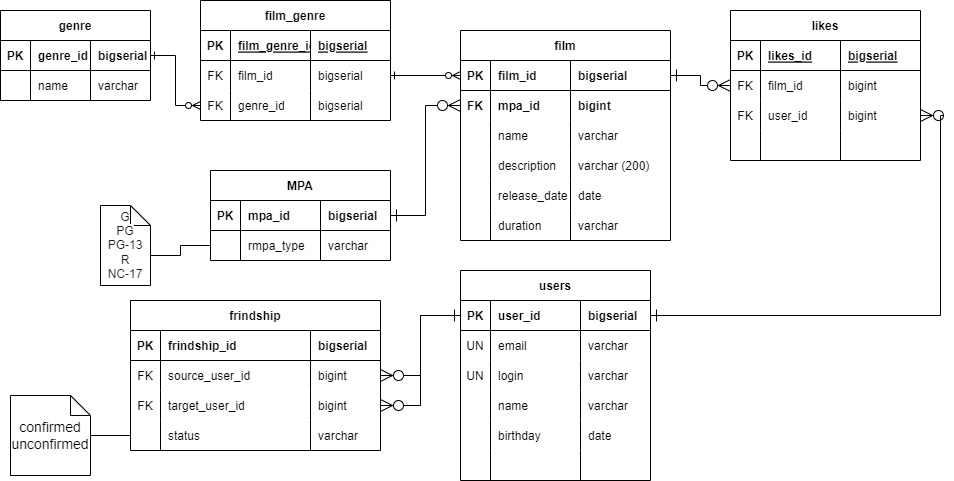 genre
PK genre_id bigserial
name varchar
film_genre
PK film_genre_id bigserial
FK film_id bigserial
FK genre_id bigserial
film
PK film_id bigserial
FK mpa_id bigint
name varchar
description varchar (200)
release_date date
duration varchar
likes
PK likes_id bigserial
FK film_id bigint
FK user_id bigint
MPA
PK mpa_id bigserial
rmpa_type varchar
G
PG
PG-13
R
NC-17
users
PK user_id bigserial
UN email varchar
UN login varchar
name varchar
birthday date
frindship
PK frindship_id bigserial
FK source_user_id bigint
FK target_user_id bigint
status varchar
confirmed
unconfirmed